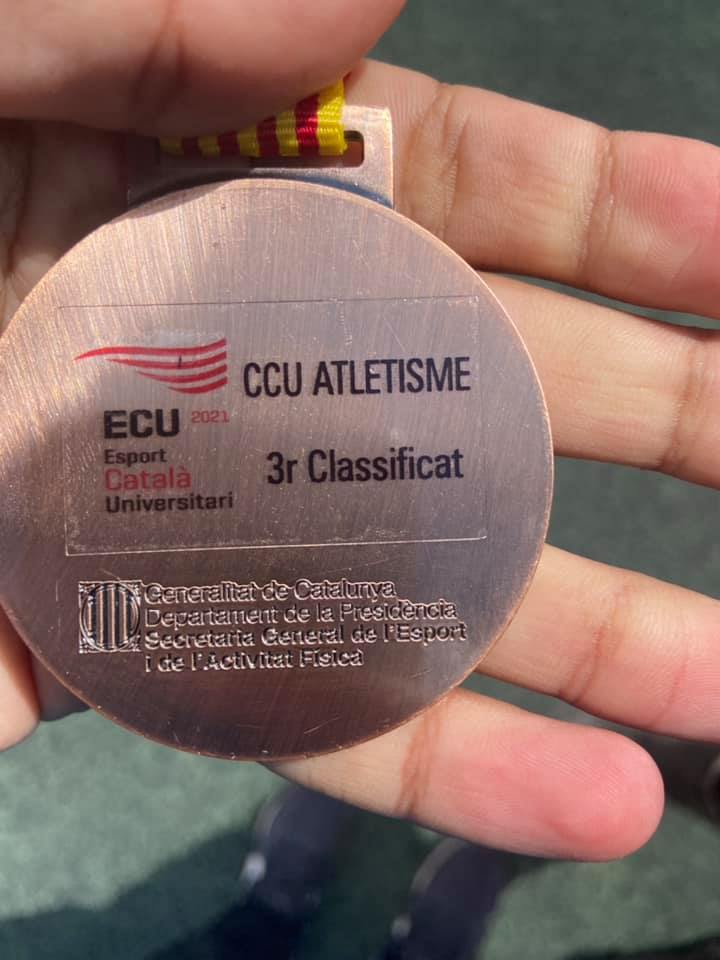 CCU ATLETISME
ECU 2021
Esport
Català
Universitari
3r Classificat
Generalitat de Catalunya
Departament de la Presidència
Secretaria General de l'Esport
i de l'Activitat Física